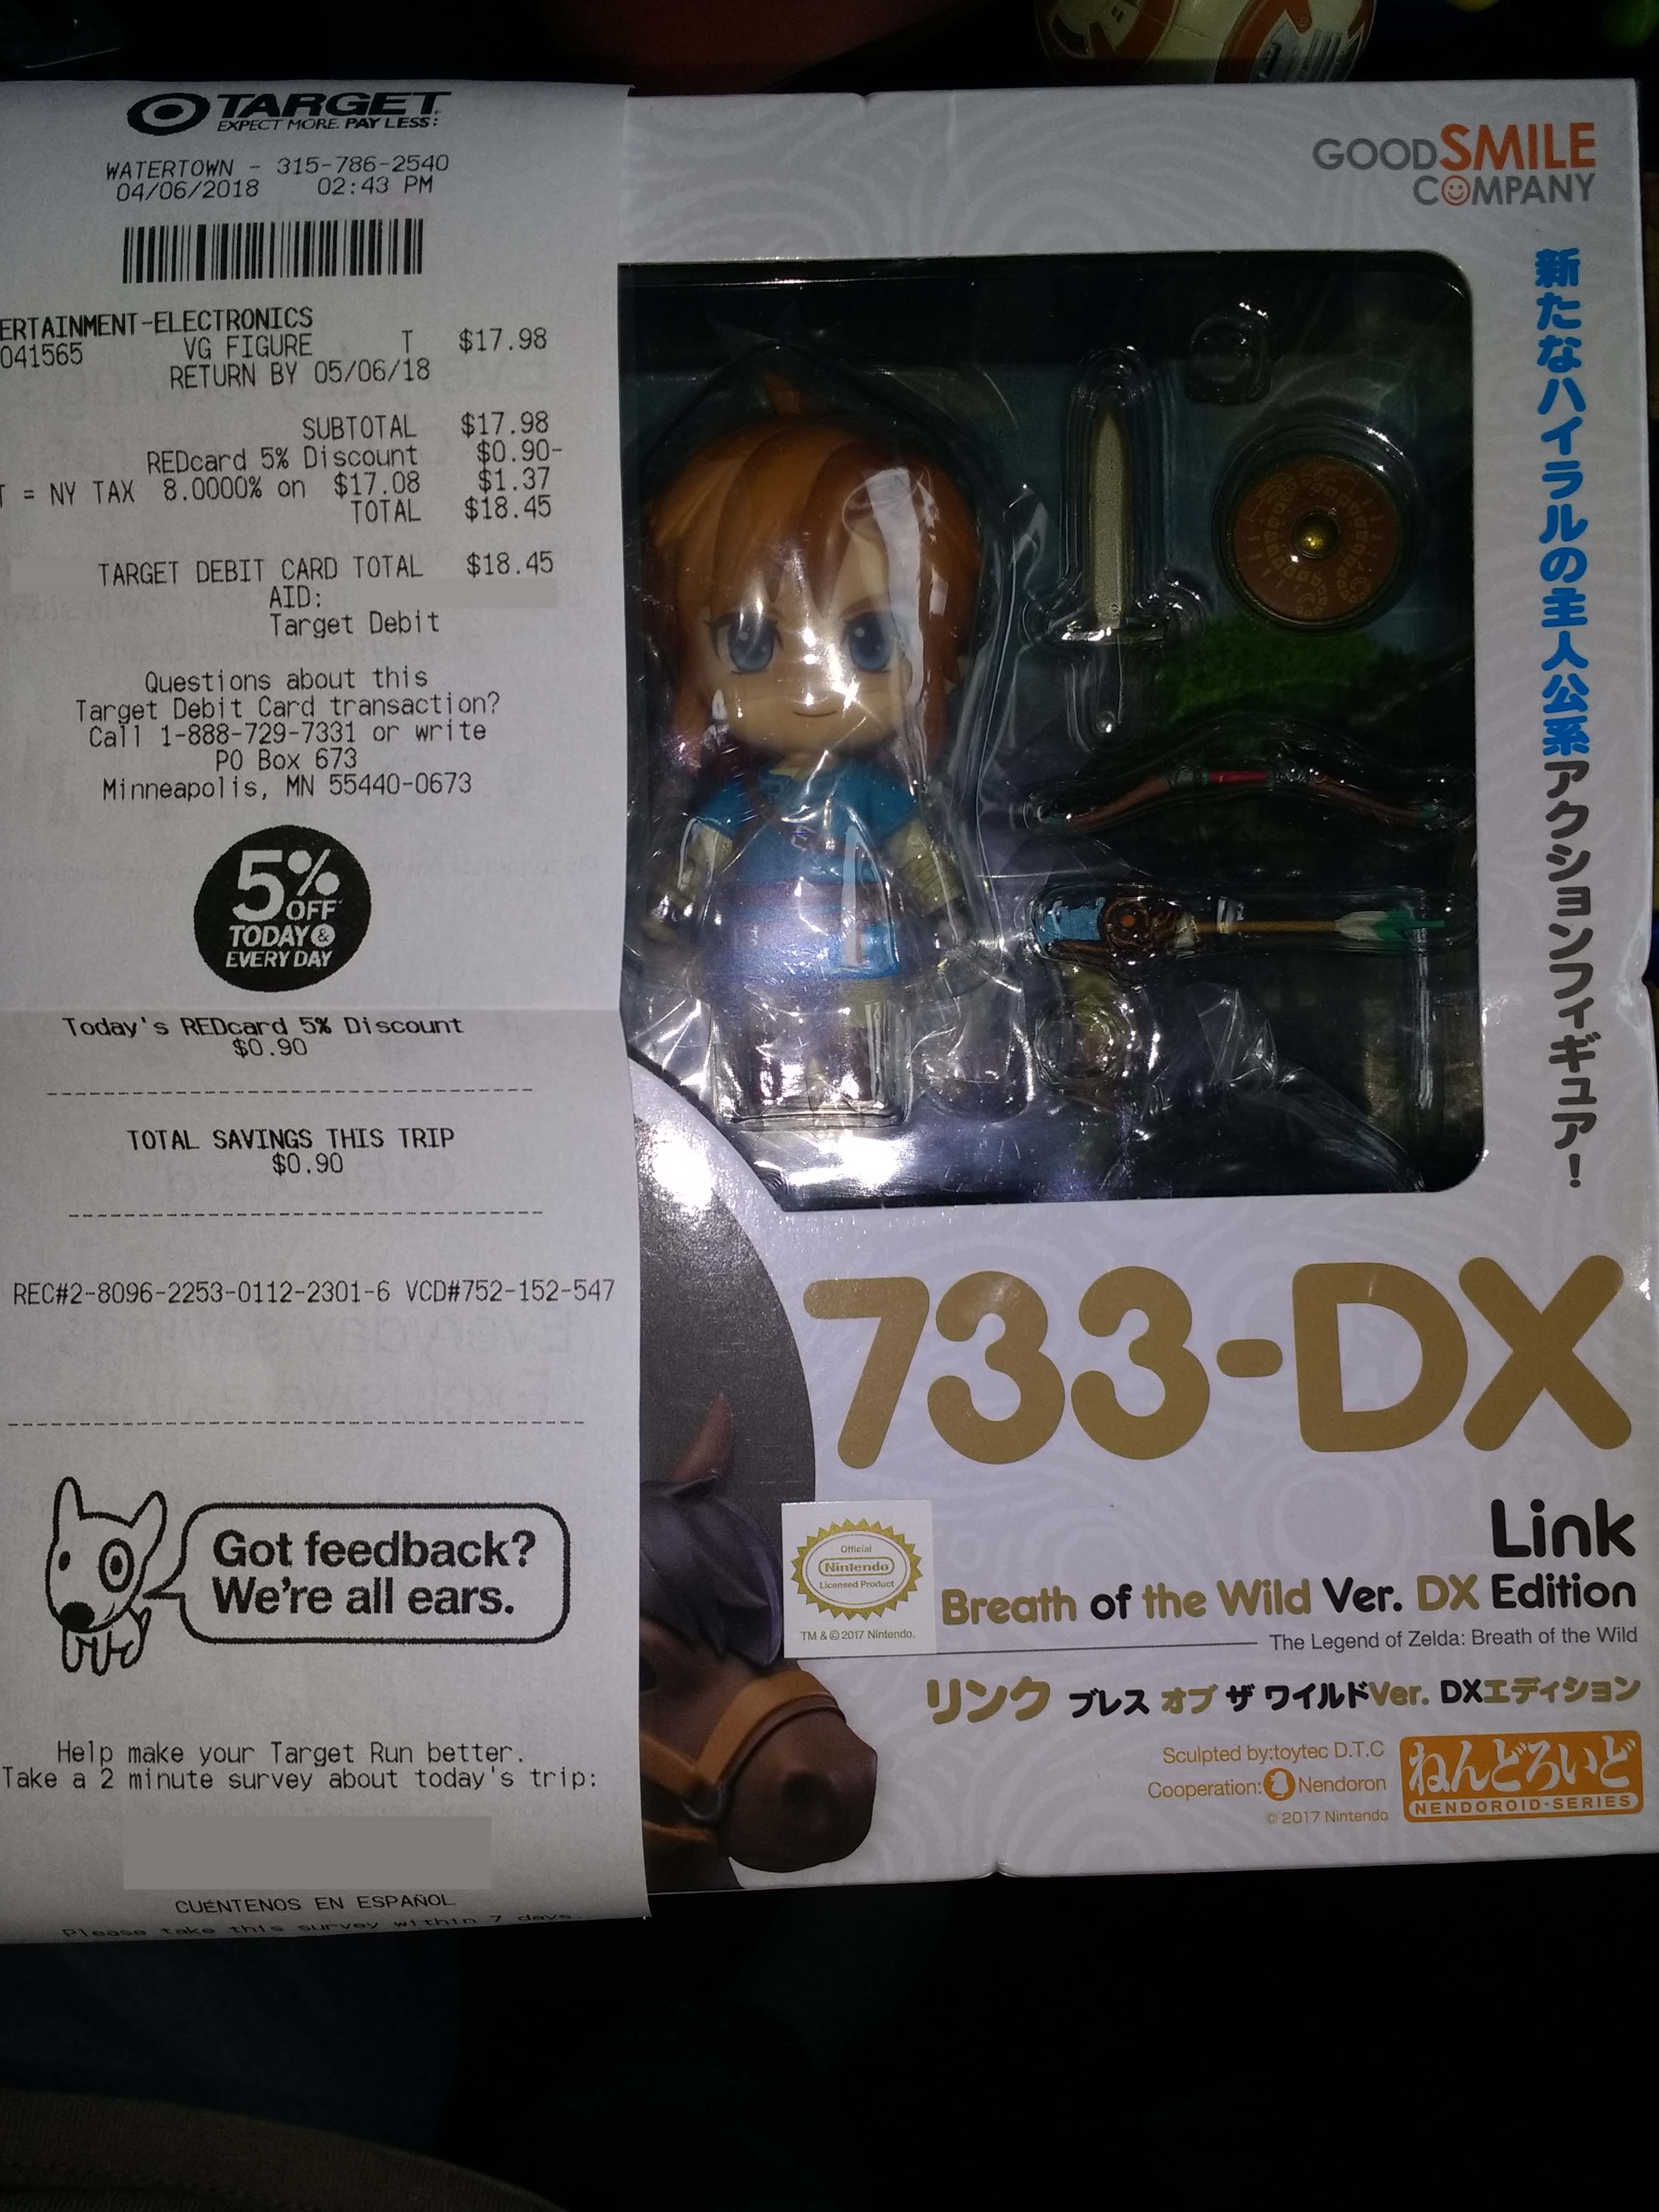 TARGET
EXPECT MORE. PAY LESS.
WATERTOWN - 315-786-2540
04/06/2018 02:43 PM
ERTAINMENT-ELECTRONICS
041565 VG FIGURE T $17.98
RETURN BY 05/06/18
SUBTOTAL $17.98
REDcard 5% Discount $0.90-
T = NY TAX 8.0000% on $17.08 $1.37
TOTAL $18.45
TARGET DEBIT CARD TOTAL $18.45
AID:
Target Debit
Questions about this
Target Debit Card transaction?
Call 1-888-729-7331 or write
PO Box 673
Minneapolis, MN 55440-0673
5%
OFF
TODAY &
EVERY DAY
Today's REDcard 5% Discount
$0.90
TOTAL SAVINGS THIS TRIP
$0.90
REC#2-8096-2253-0112-2301-6 VCD#752-152-547
Got feedback?
We're all ears.
Help make your Target Run better.
Take a 2 minute survey about today's trip:
CUÉNTENOS EN ESPAÑOL
Please take this survey within 7 days
GOODSMILE
COMPANY
新たなハイラルの主人公系アクションフィギュア！
733-DX
Link
Official
Nintendo
Licensed Product
TM & © 2017 Nintendo.
Breath of the Wild Ver. DX Edition
The Legend of Zelda: Breath of the Wild
リンク ブレス オブ ザ ワイルドVer. DXエディション
Sculpted by:toytec D.T.C
Cooperation: Nendoron
© 2017 Nintendo
ねんどろいど
NENDOROID-SERIES